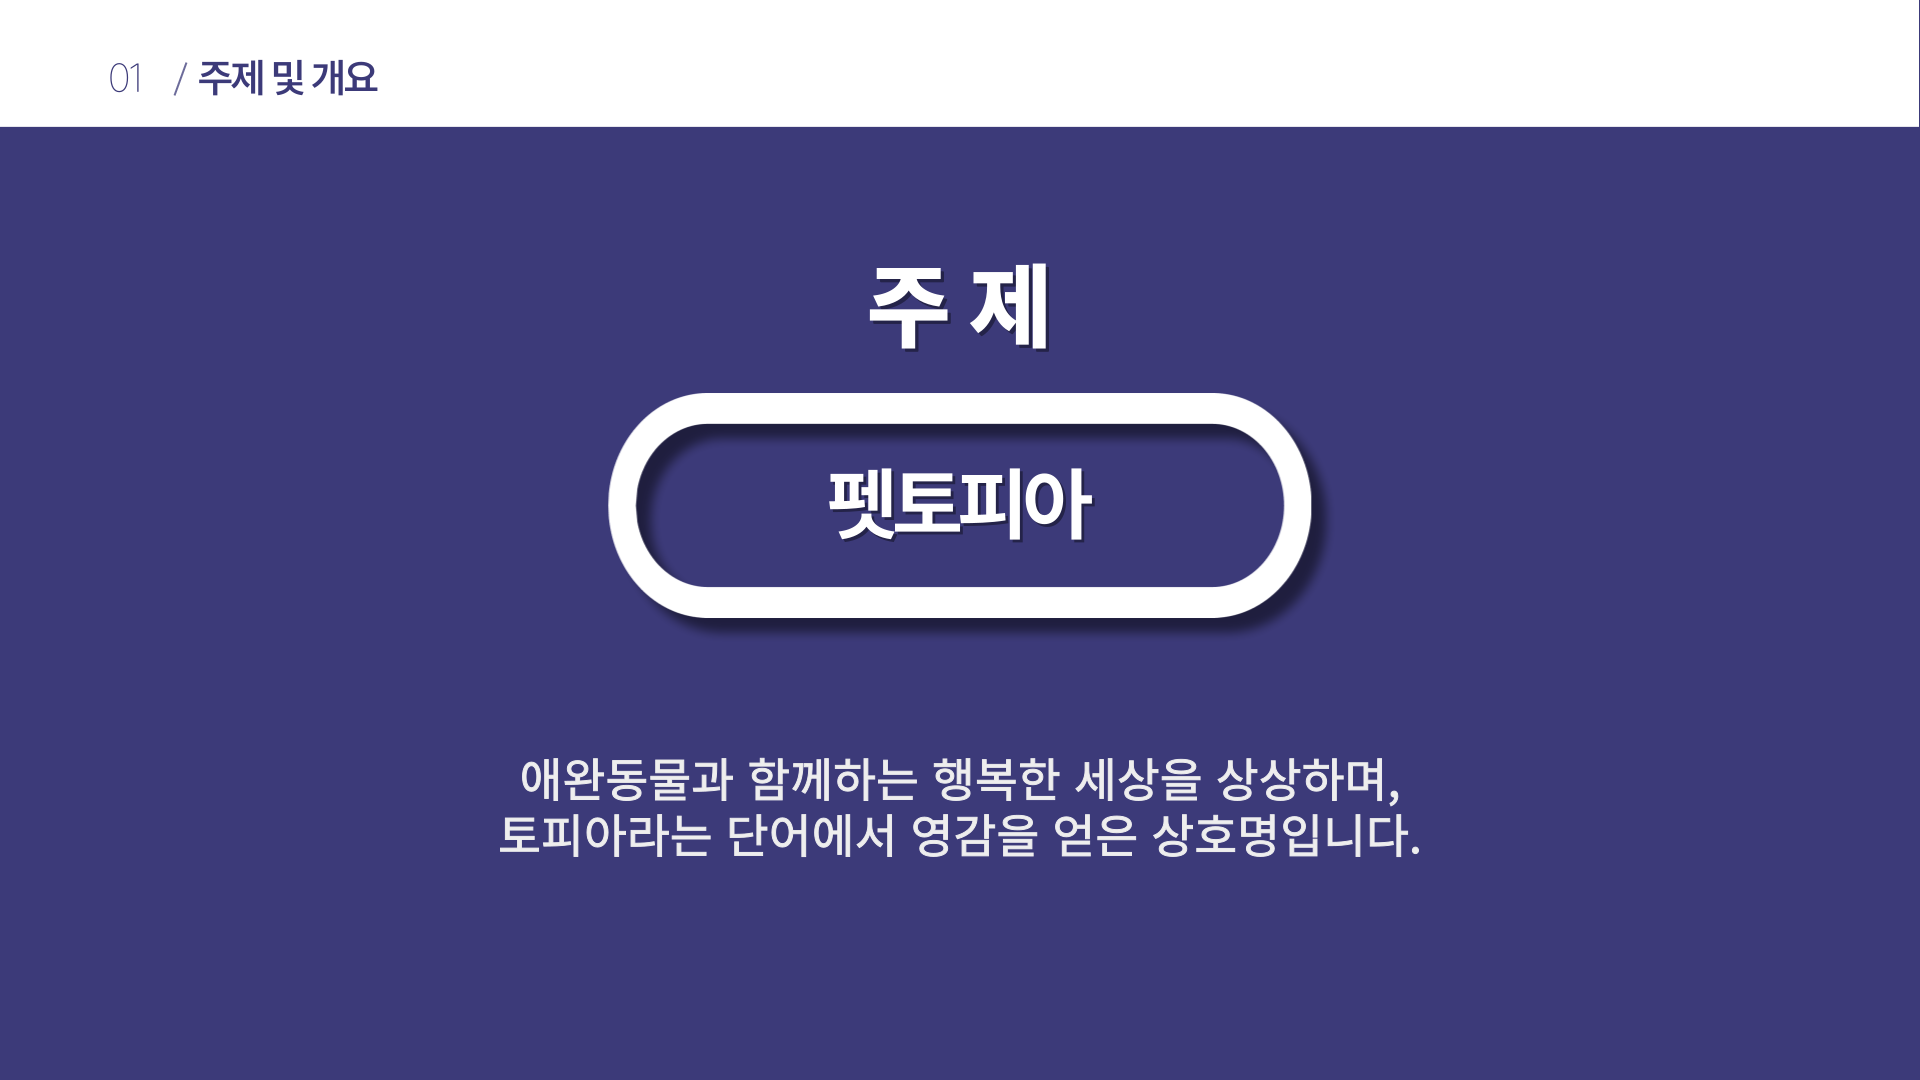 01 / 주제 및 개요
주 제
펫토피아
애완동물과 함께하는 행복한 세상을 상상하며,
토피아라는 단어에서 영감을 얻은 상호명입니다.